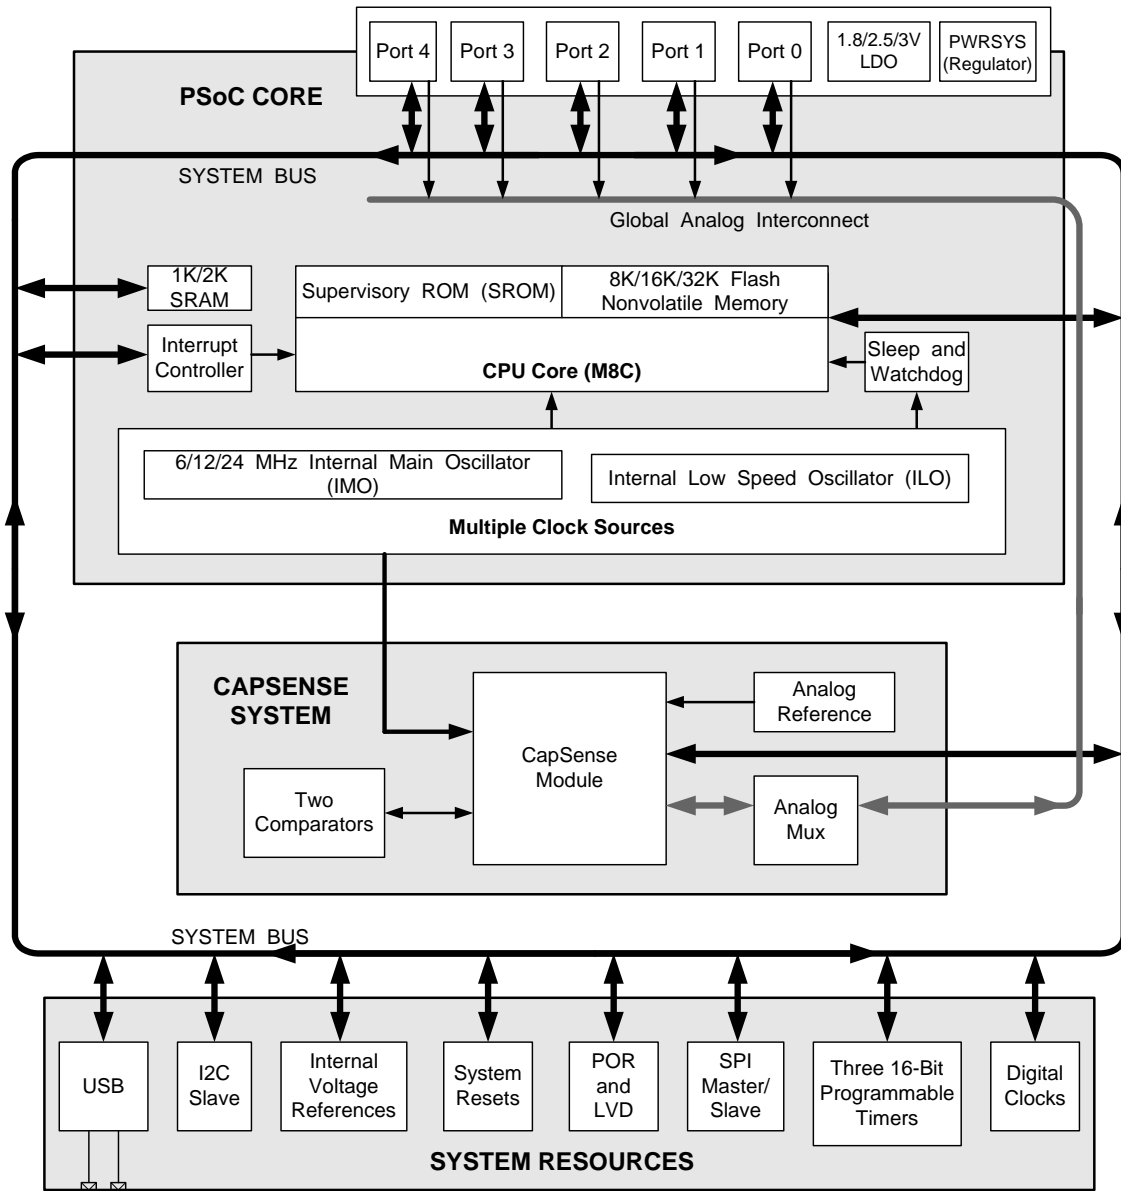 Port 4
Port 3
Port 2
Port 1
Port 0
1.8/2.5/3V
LDO
PWRSYS
(Regulator)
PSoC CORE
SYSTEM BUS
Global Analog Interconnect
1K/2K
SRAM
Supervisory ROM (SROM)
8K/16K/32K Flash
Nonvolatile Memory
Interrupt
Controller
CPU Core (M8C)
Sleep and
Watchdog
6/12/24 MHz Internal Main Oscillator
(IMO)
Internal Low Speed Oscillator (ILO)
Multiple Clock Sources
CAPSENSE
SYSTEM
CapSense
Module
Analog
Reference
Two
Comparators
Analog
Mux
SYSTEM BUS
USB
I2C
Slave
Internal
Voltage
References
System
Resets
POR
and
LVD
SPI
Master/
Slave
Three 16-Bit
Programmable
Timers
Digital
Clocks
SYSTEM RESOURCES